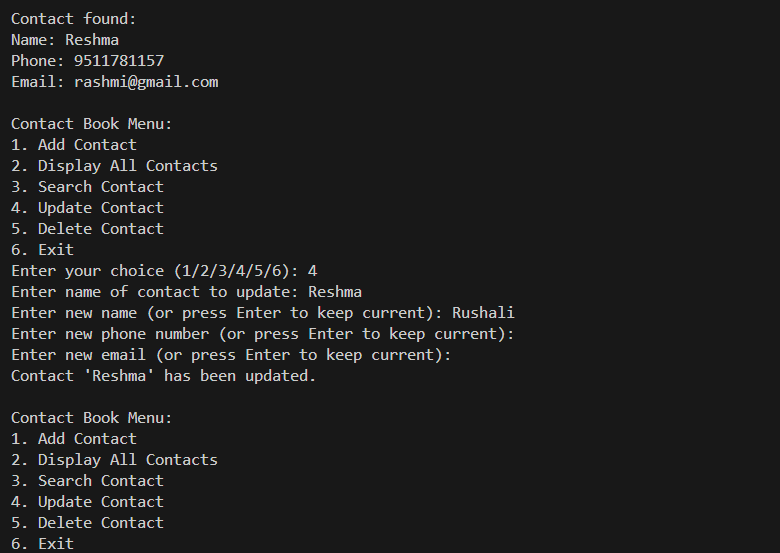 Contact found:
Name: Reshma
Phone: 9511781157
Email: rashmi@gmail.com
Contact Book Menu:
1. Add Contact
2. Display All Contacts
3. Search Contact
4. Update Contact
5. Delete Contact
6. Exit
Enter your choice (1/2/3/4/5/6): 4
Enter name of contact to update: Reshma
Enter new name (or press Enter to keep current): Rushali
Enter new phone number (or press Enter to keep current):
Enter new email (or press Enter to keep current):
Contact 'Reshma' has been updated.
Contact Book Menu:
1. Add Contact
2. Display All Contacts
3. Search Contact
4. Update Contact
5. Delete Contact
6. Exit